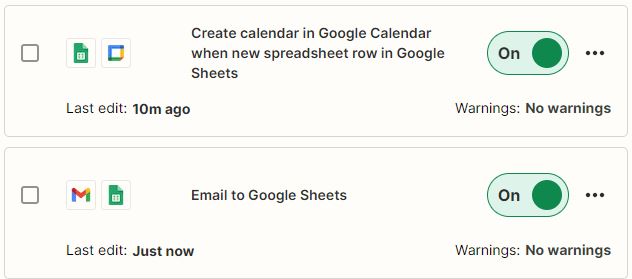 Create calendar in Google Calendar
when new spreadsheet row in Google
Sheets
On
Last edit: 10m ago
Warnings: No warnings
Email to Google Sheets
On
Last edit: Just now
Warnings: No warnings